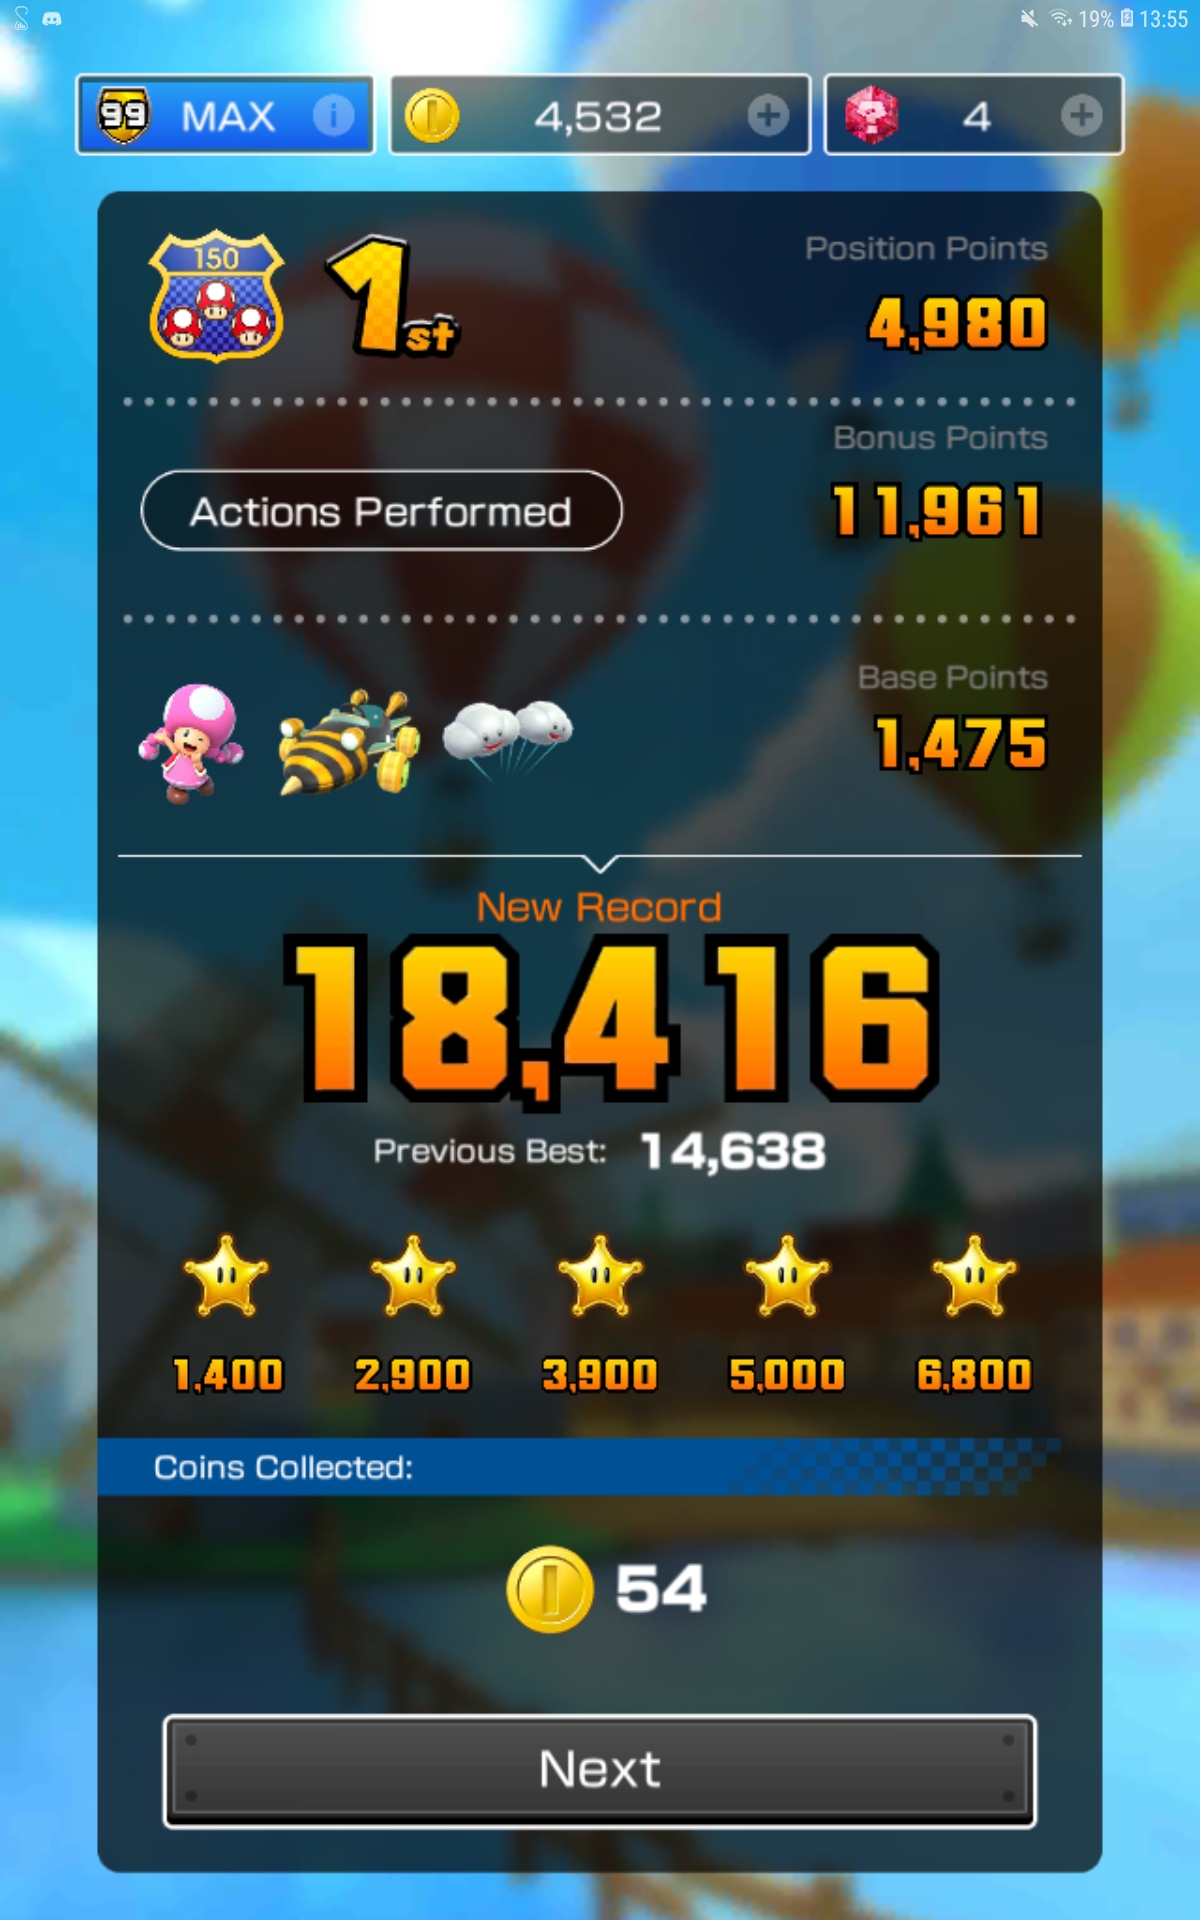 19% 13:55
99 MAX i 4,532 + 4 +
150
1st
Position Points
4,980
Bonus Points
Actions Performed
11,961
Base Points
1,475
New Record
18,416
Previous Best: 14,638
1,400 2,900 3,900 5,000 6,800
Coins Collected:
54
Next